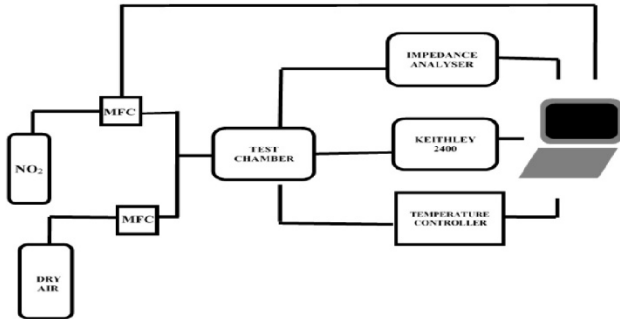 IMPEDANCE
ANALYSER
MFC
NO₂
TEST
CHAMBER
KEITHLEY
2400
MFC
TEMPERATURE
CONTROLLER
DRY
AIR